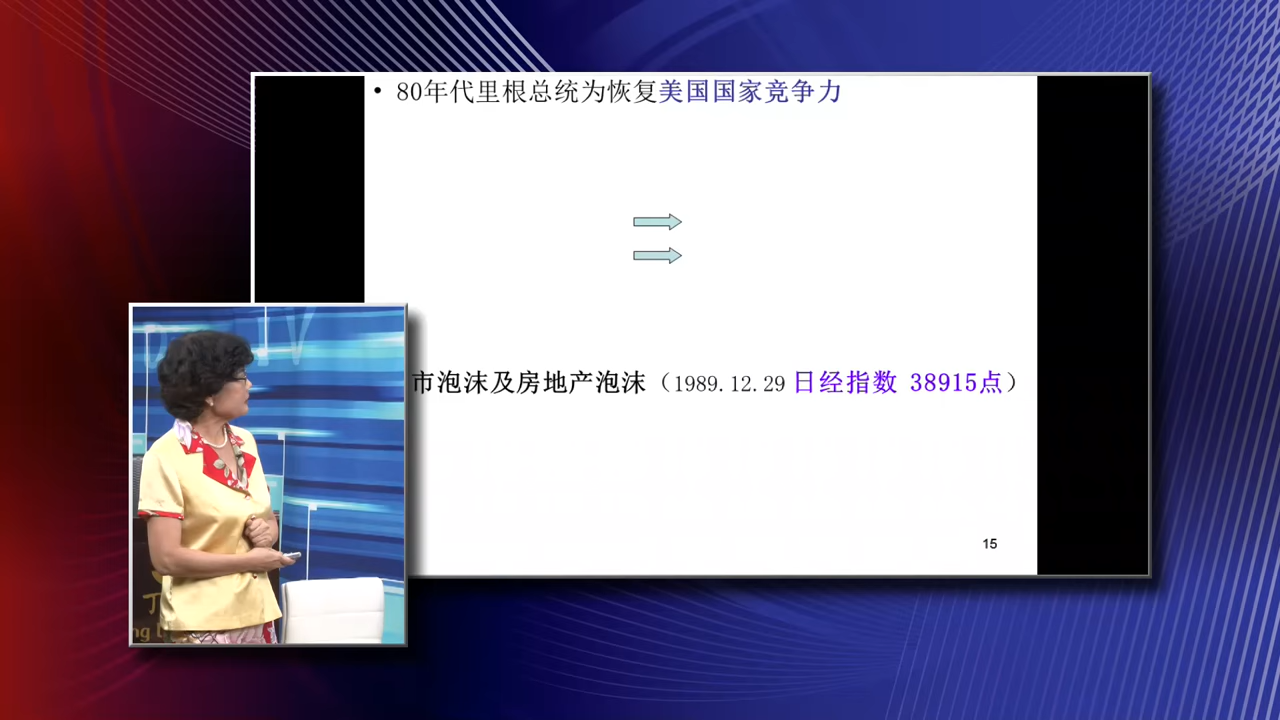 • 80年代里根总统为恢复美国国家竞争力
市泡沫及房地产泡沫（1989.12.29 日经指数 38915点）
15